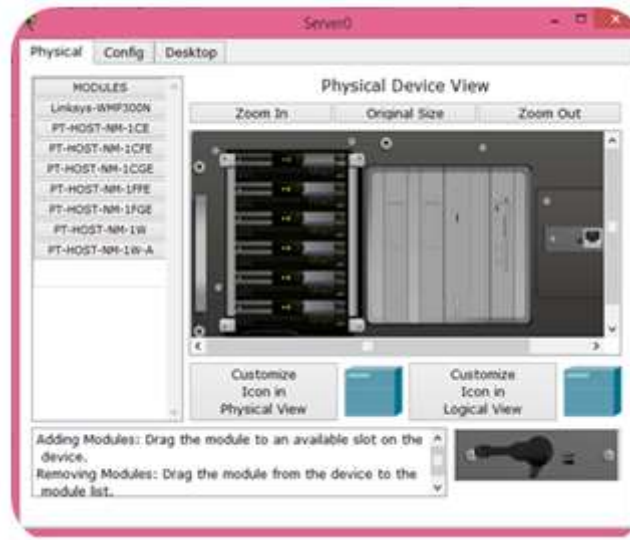 Server0
Physical Config Desktop
MODULES
Linksys-WMP300N
PT-HOST-NM-1CE
PT-HOST-NM-1CFE
PT-HOST-NM-1CGE
PT-HOST-NM-1FFE
PT-HOST-NM-1FGE
PT-HOST-NM-1W
PT-HOST-NM-1W-A
Physical Device View
Zoom In Original Size Zoom Out
Customize
Icon in
Physical View
Customize
Icon in
Logical View
Adding Modules: Drag the module to an available slot on the
device.
Removing Modules: Drag the module from the device to the
module list.